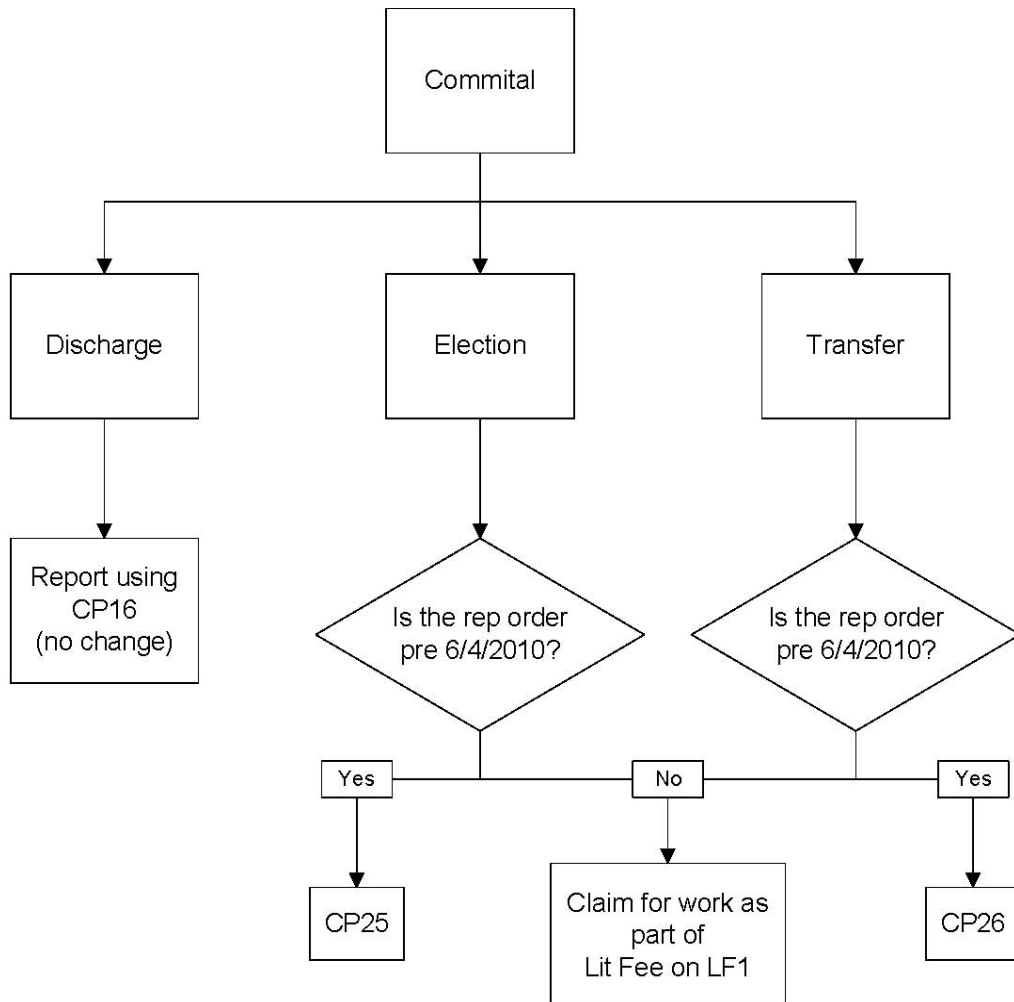 Commital
Discharge
Election
Transfer
Report using
CP16
(no change)
Is the rep order
pre 6/4/2010?
Is the rep order
pre 6/4/2010?
Yes
No
Yes
CP25
Claim for work as
part of
Lit Fee on LF1
CP26